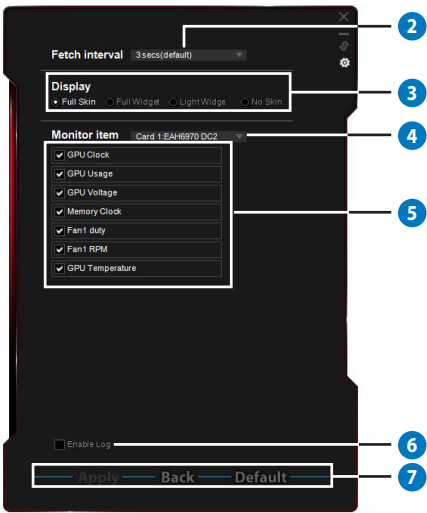 Fetch interval 3secs(default) 2
Display
Full Skin Full Widget Light Widge No Skin 3
Monitor item Card 1:EAH6970 DC2 4
GPU Clock
GPU Usage
GPU Voltage
Memory Clock 5
Fan1 duty
Fan1 RPM
GPU Temperature
Enable Log 6
Apply Back Default 7